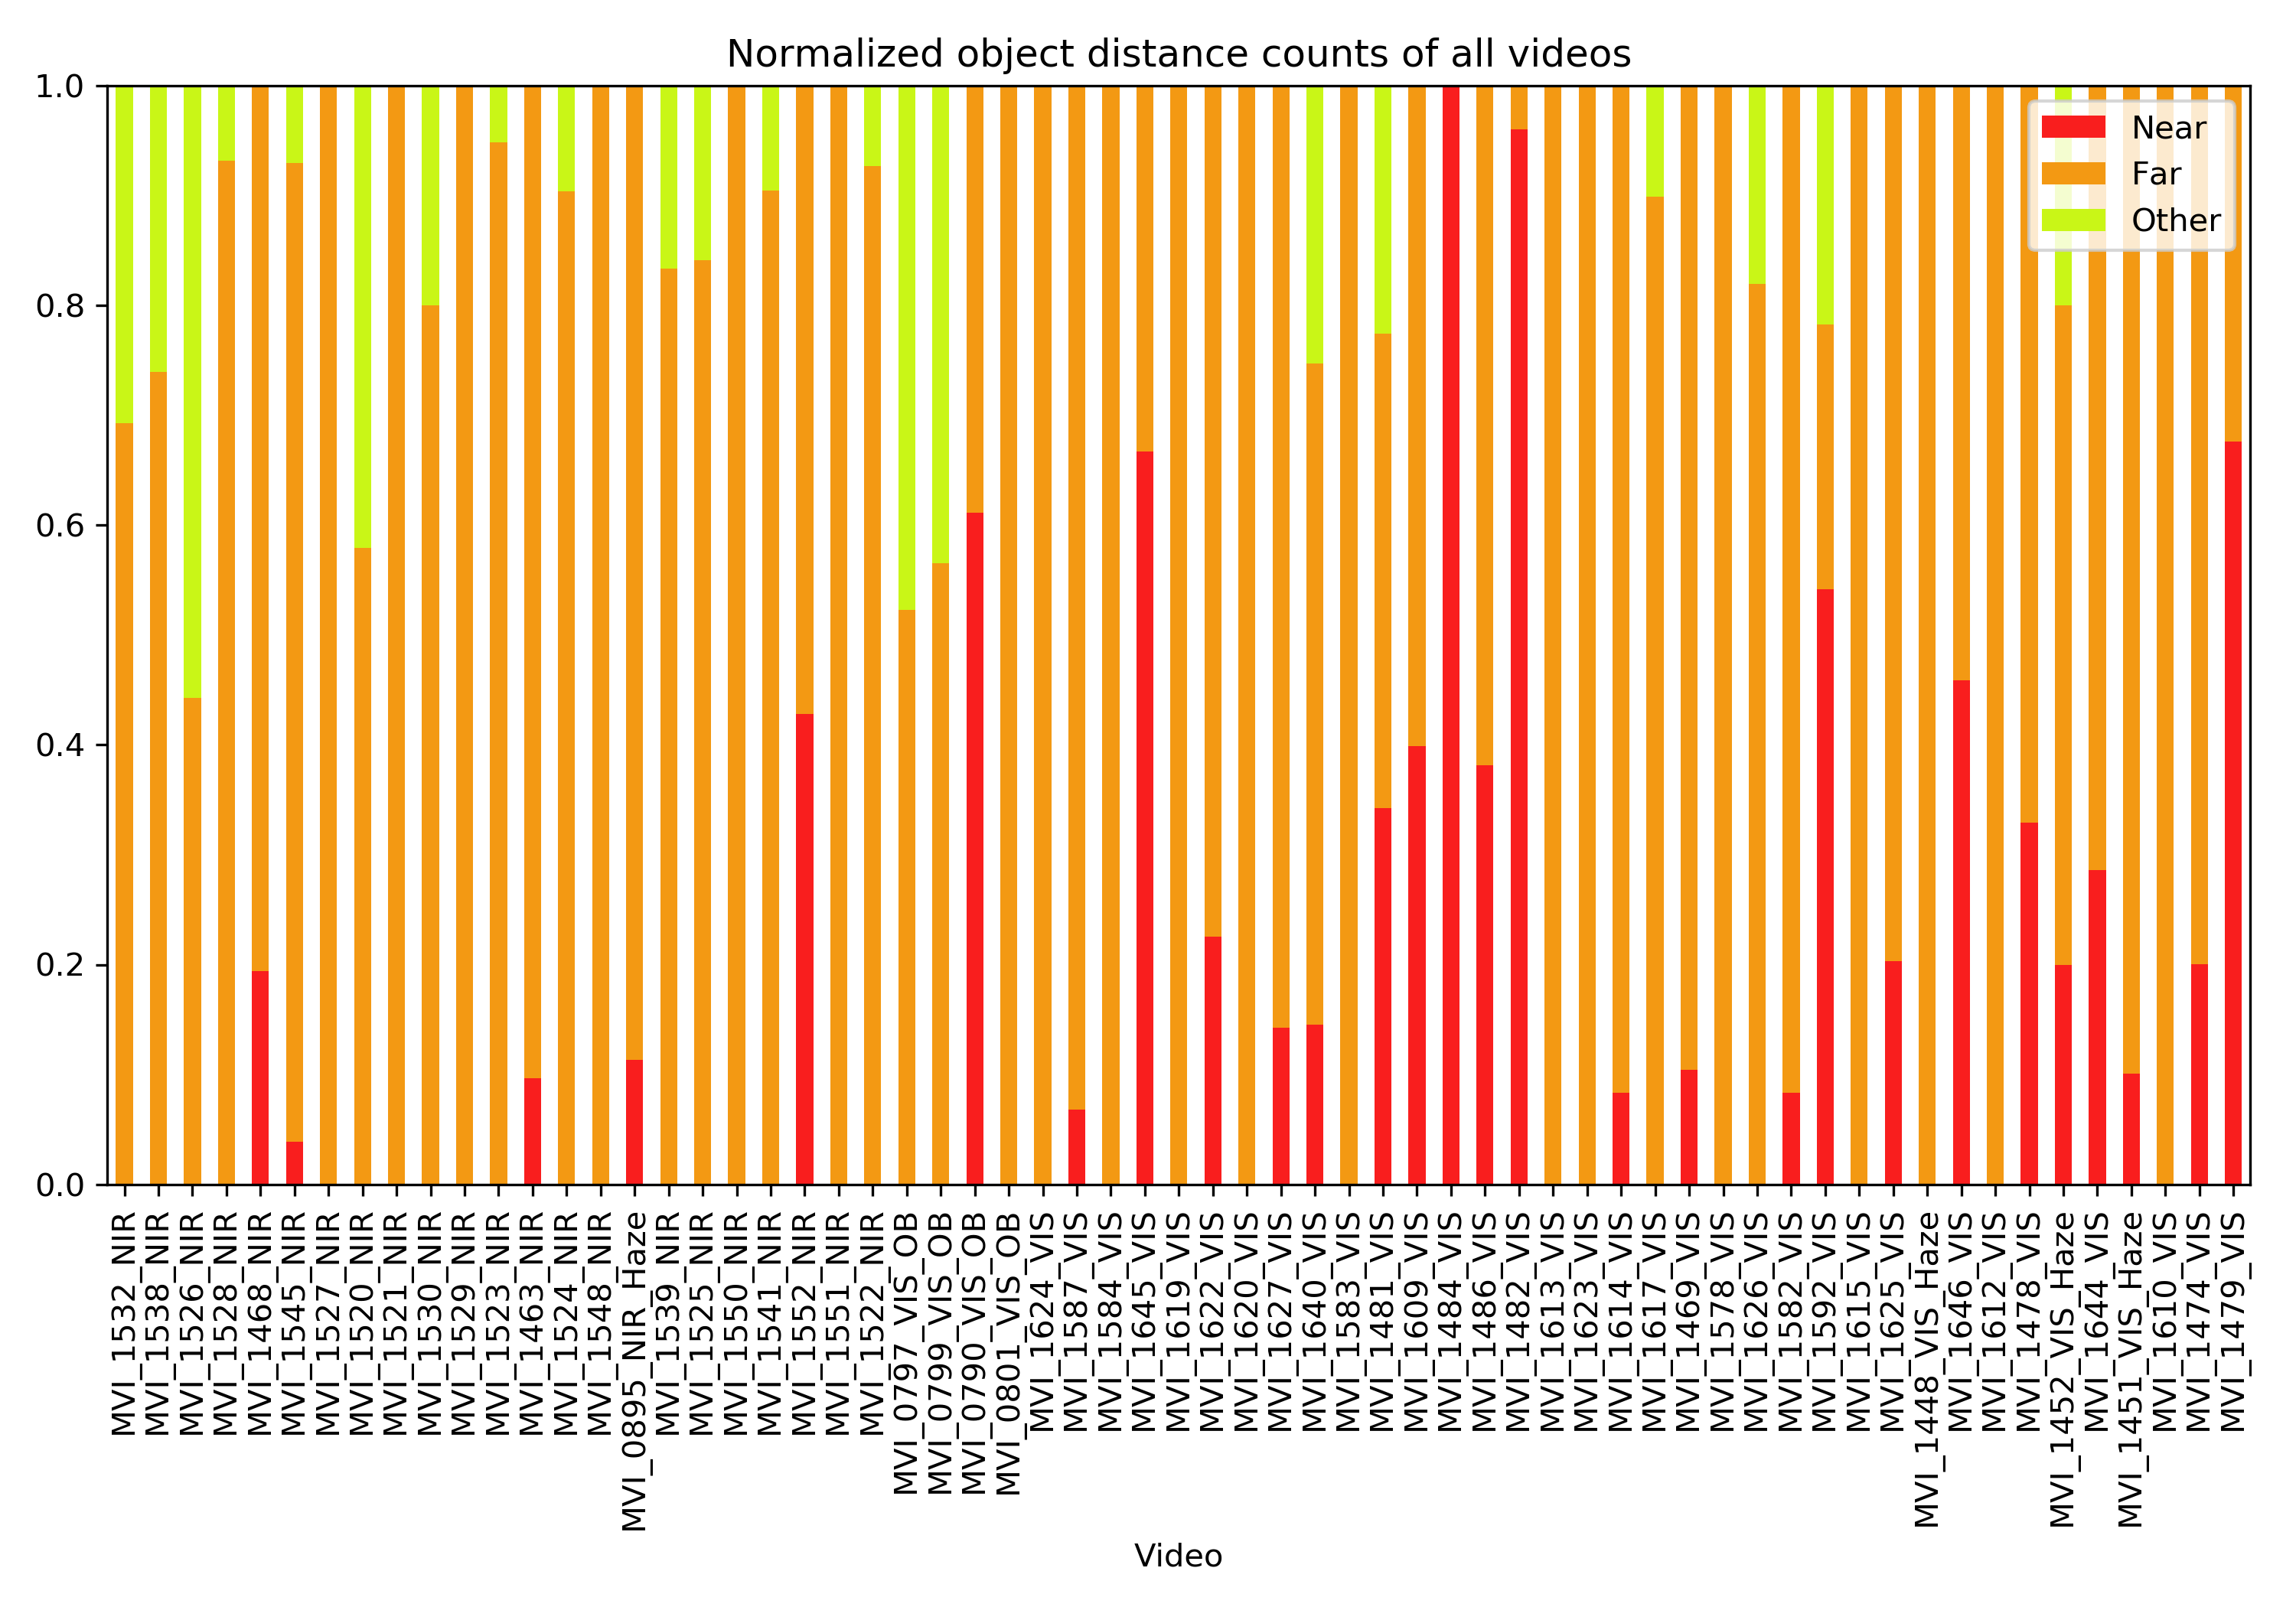 Normalized object distance counts of all videos
1.0
0.8
0.6
0.4
0.2
0.0
Near
Far
Other
MVI_1532_NIR
MVI_1538_NIR
MVI_1526_NIR
MVI_1528_NIR
MVI_1468_NIR
MVI_1545_NIR
MVI_1527_NIR
MVI_1520_NIR
MVI_1521_NIR
MVI_1530_NIR
MVI_1529_NIR
MVI_1523_NIR
MVI_1463_NIR
MVI_1524_NIR
MVI_1548_NIR
MVI_0895_NIR_Haze
MVI_1539_NIR
MVI_1525_NIR
MVI_1550_NIR
MVI_1541_NIR
MVI_1552_NIR
MVI_1551_NIR
MVI_1522_NIR
MVI_0797_VIS_OB
MVI_0799_VIS_OB
MVI_0790_VIS_OB
MVI_0801_VIS_OB
MVI_1624_VIS
MVI_1587_VIS
MVI_1584_VIS
MVI_1645_VIS
MVI_1619_VIS
MVI_1622_VIS
MVI_1620_VIS
MVI_1627_VIS
MVI_1640_VIS
MVI_1583_VIS
MVI_1481_VIS
MVI_1609_VIS
MVI_1484_VIS
MVI_1486_VIS
MVI_1482_VIS
MVI_1613_VIS
MVI_1623_VIS
MVI_1614_VIS
MVI_1617_VIS
MVI_1469_VIS
MVI_1578_VIS
MVI_1626_VIS
MVI_1582_VIS
MVI_1592_VIS
MVI_1615_VIS
MVI_1625_VIS
MVI_1448_VIS_Haze
MVI_1646_VIS
MVI_1612_VIS
MVI_1478_VIS
MVI_1452_VIS_Haze
MVI_1644_VIS
MVI_1451_VIS_Haze
MVI_1610_VIS
MVI_1474_VIS
MVI_1479_VIS
Video